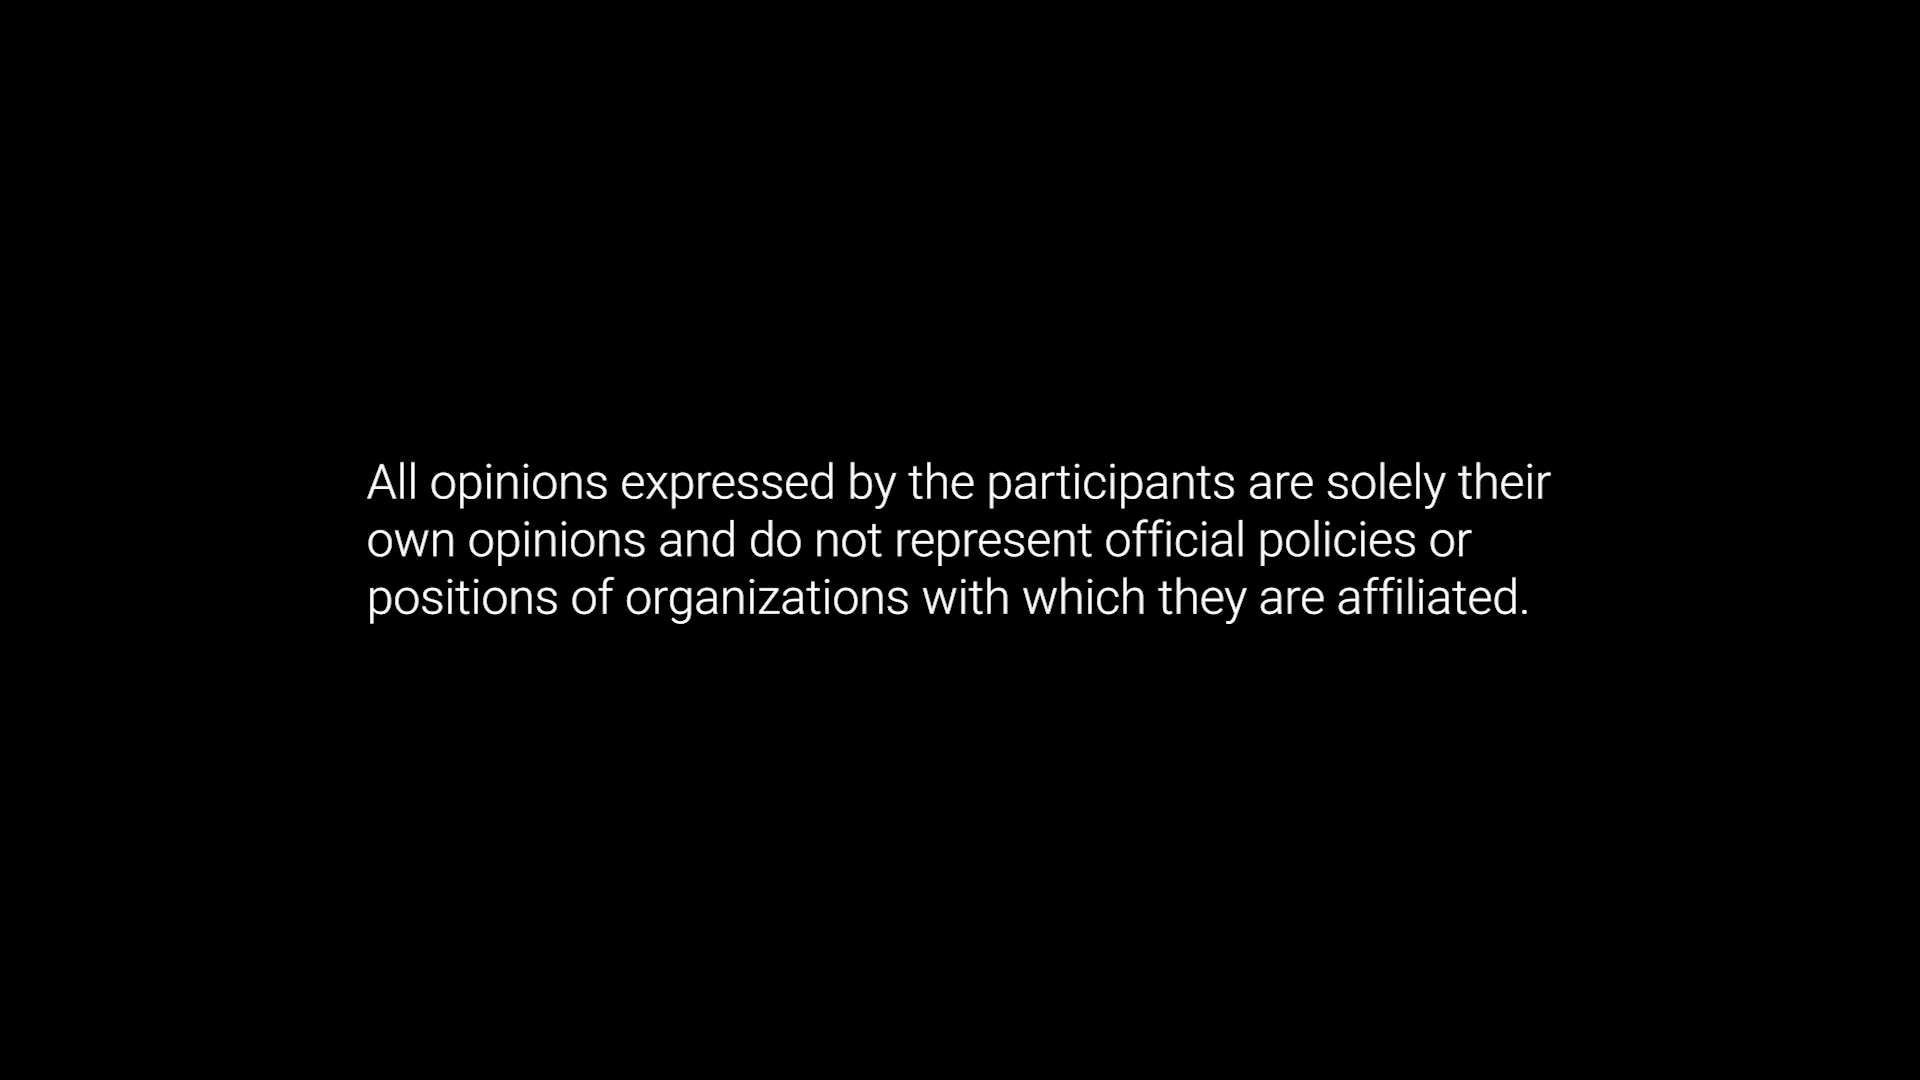 All opinions expressed by the participants are solely their
own opinions and do not represent official policies or
positions of organizations with which they are affiliated.